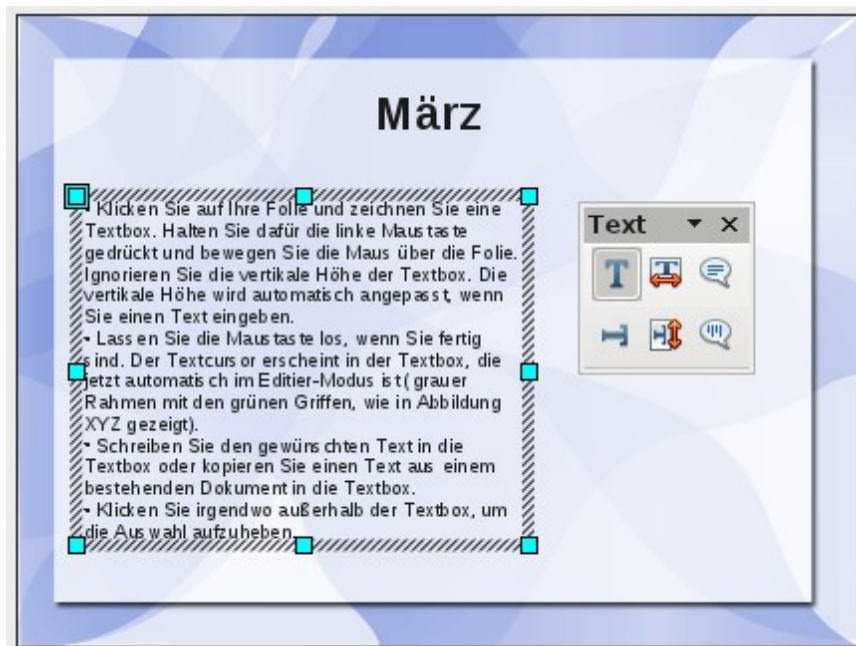 März
- Klicken Sie auf Ihre Folie und zeichnen Sie eine
Textbox. Halten Sie dafür die linke Maustaste
gedrückt und bewegen Sie die Maus über die Folie.
Ignorieren Sie die vertikale Höhe der Textbox. Die
vertikale Höhe wird automatisch angepasst, wenn
Sie einen Text eingeben.
- Lassen Sie die Maustaste los, wenn Sie fertig
sind. Der Textcursor erscheint in der Textbox, die
jetzt automatisch im Editier-Modus ist( grauer
Rahmen mit den grünen Griffen, wie in Abbildung
XYZ gezeigt).
- Schreiben Sie den gewünschten Text in die
Textbox oder kopieren Sie einen Text aus einem
bestehenden Dokument in die Textbox.
- Klicken Sie irgendwo außerhalb der Textbox, um
die Auswahl aufzuheben.
Text